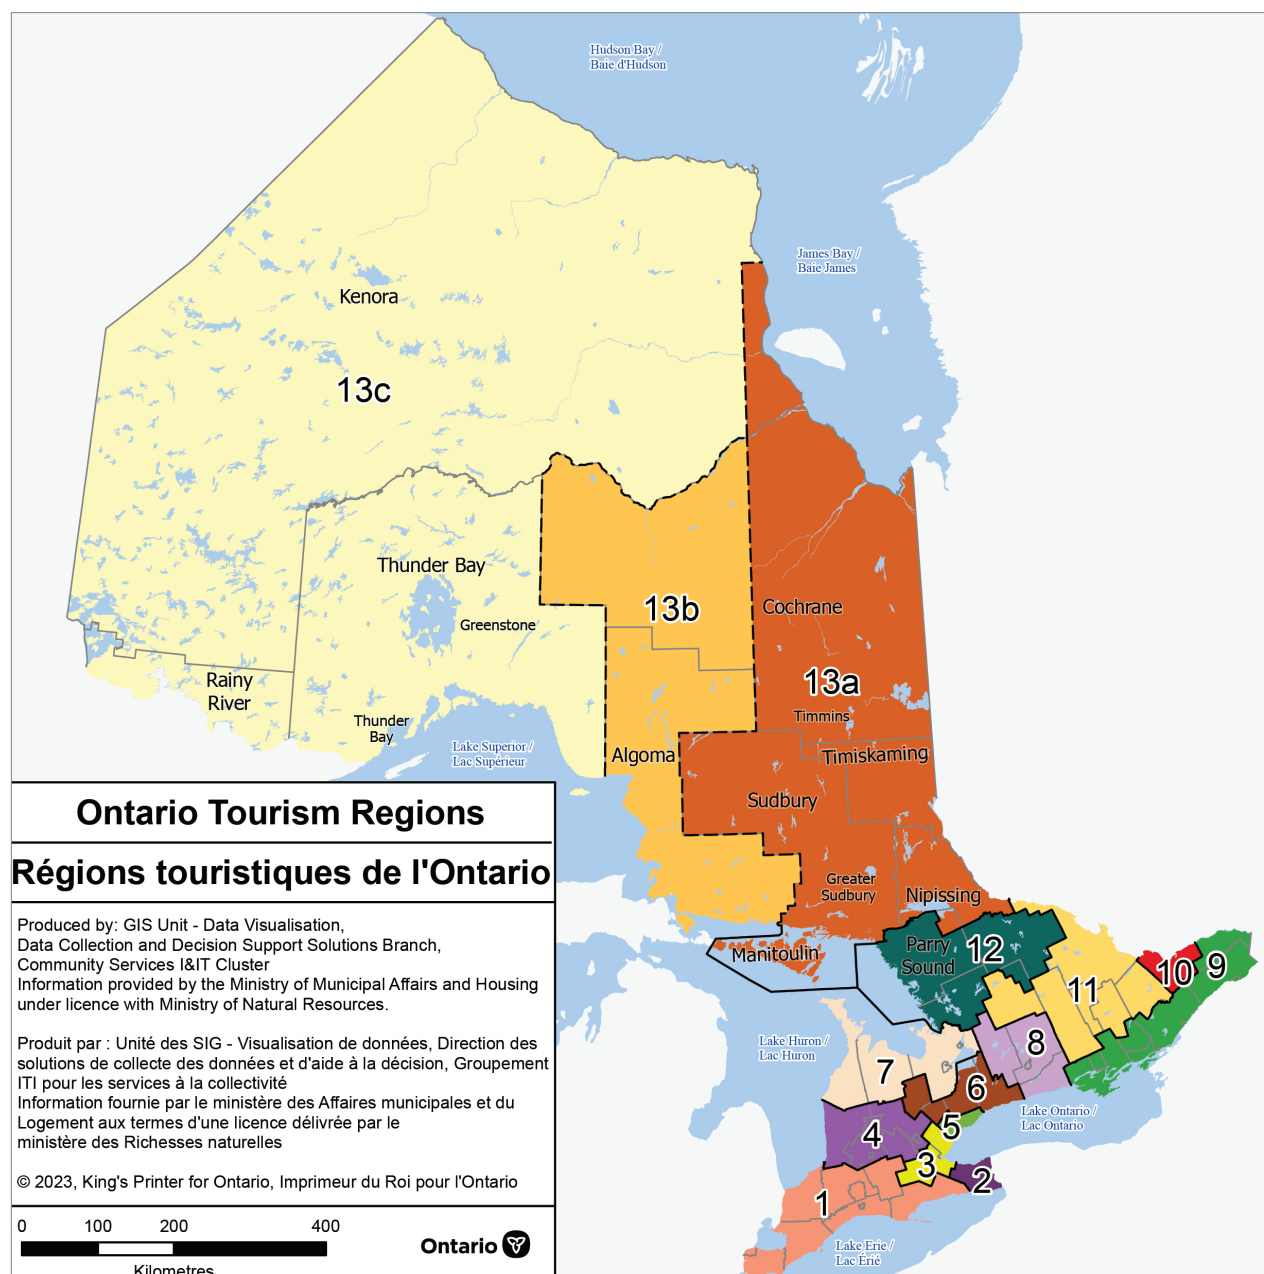 Hudson Bay /
Baie d'Hudson
James Bay /
Baie James
Kenora
13c
Thunder Bay
Greenstone
13b
Cochrane
13a
Rainy
River
Thunder
Bay
Timmins
Lake Superior /
Lac Supérieur
Algoma
Timiskaming
Sudbury
Greater
Sudbury
Nipissing
Manitoulin
Parry
Sound
12
11
10
9
Lake Huron /
Lac Huron
8
7
6
5
4
3
2
1
Lake Ontario /
Lac Ontario
Lake Erie /
Lac Érié
Ontario Tourism Regions
Régions touristiques de l'Ontario
Produced by: GIS Unit - Data Visualisation,
Data Collection and Decision Support Solutions Branch,
Community Services I&IT Cluster
Information provided by the Ministry of Municipal Affairs and Housing
under licence with Ministry of Natural Resources.
Produit par : Unité des SIG - Visualisation de données, Direction des
solutions de collecte des données et d'aide à la décision, Groupement
ITI pour les services à la collectivité
Information fournie par le ministère des Affaires municipales et du
Logement aux termes d'une licence délivrée par le
ministère des Richesses naturelles
© 2023, King's Printer for Ontario, Imprimeur du Roi pour l'Ontario
0 100 200 400
Kilometres
Ontario